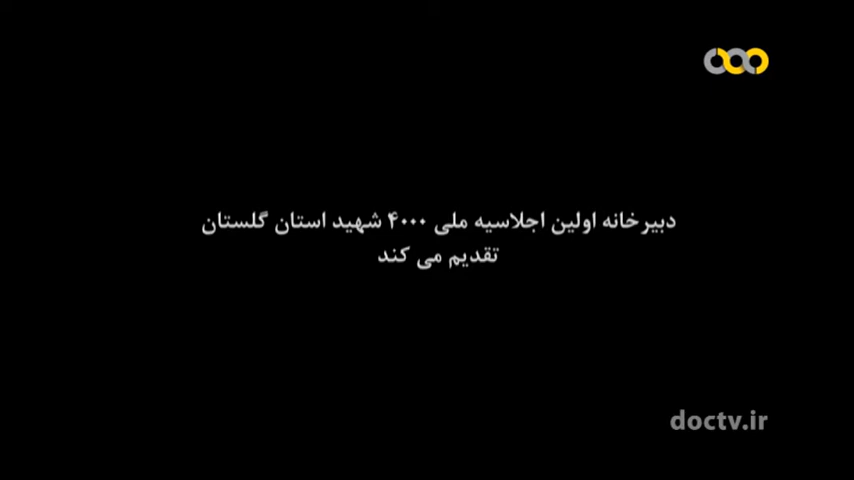 دبیرخانه اولین اجلاسیه ملی ۴۰۰۰ شهید استان گلستان
تقدیم می کند
doctv.ir